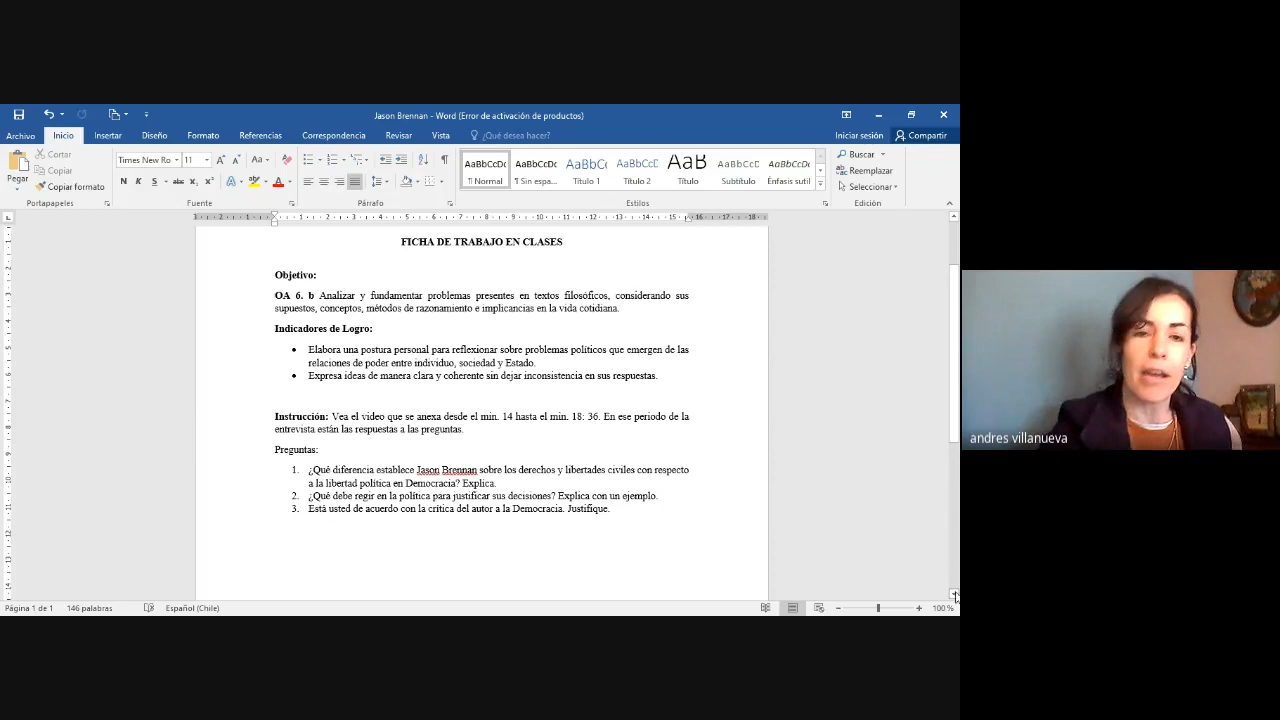 Jason Brennan - Word (Error de activación de productos)
Archivo Inicio Insertar Diseño Formato Referencias Correspondencia Revisar Vista ¿Qué desea hacer? Iniciar sesión Compartir
Pegar
Cortar
Copiar
Copiar formato
Portapapeles
Times New Ro 11
N K S abc x₂ x²
Fuente
Párrafo
AaBbCcDc AaBbCcDc AaBbCc AaBbCcD AaB AaBbCcD AaBbCcDc
¶ Normal ¶ Sin espa... Título 1 Título 2 Título Subtítulo Énfasis sutil
Estilos
Buscar
Reemplazar
Seleccionar
Edición
FICHA DE TRABAJO EN CLASES
Objetivo:
OA 6. b Analizar y fundamentar problemas presentes en textos filosóficos, considerando sus
supuestos, conceptos, métodos de razonamiento e implicancias en la vida cotidiana.
Indicadores de Logro:
• Elabora una postura personal para reflexionar sobre problemas políticos que emergen de las
relaciones de poder entre individuo, sociedad y Estado.
• Expresa ideas de manera clara y coherente sin dejar inconsistencia en sus respuestas.
Instrucción: Vea el video que se anexa desde el min. 14 hasta el min. 18: 36. En ese periodo de la
entrevista están las respuestas a las preguntas.
Preguntas:
1. ¿Qué diferencia establece Jason Brennan sobre los derechos y libertades civiles con respecto
a la libertad política en Democracia? Explica.
2. ¿Qué debe regir en la política para justificar sus decisiones? Explica con un ejemplo.
3. Está usted de acuerdo con la crítica del autor a la Democracia. Justifique.
Página 1 de 1 146 palabras Español (Chile) 100 %
andres villanueva